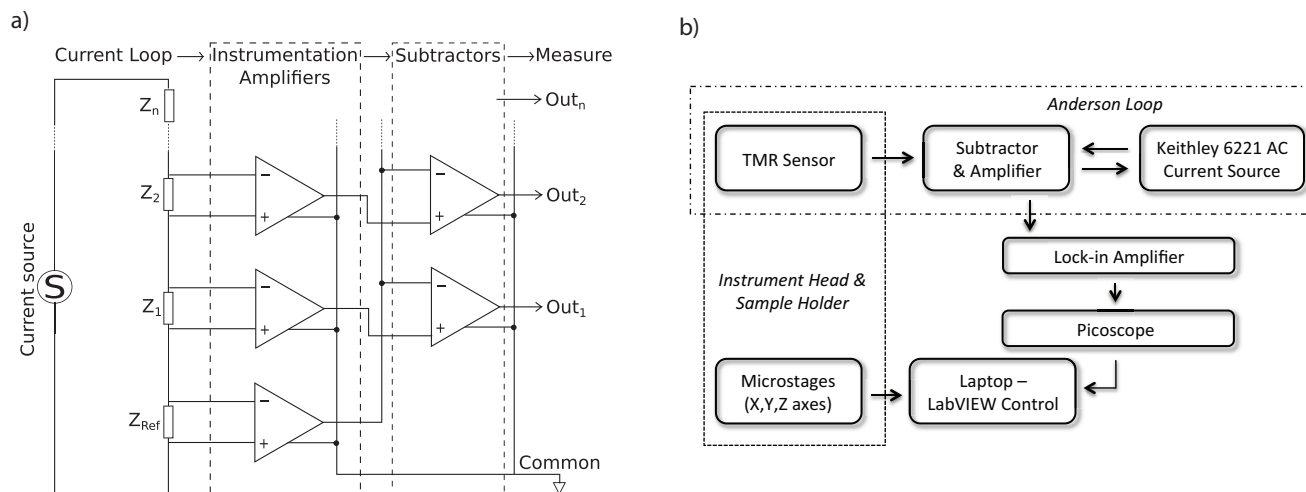 a)
Current Loop
Instrumentation
Amplifiers
Subtractors
Measure
Zn
Outn
Z2
−
+
−
+
Out2
Current source
S
Z1
−
+
−
+
Out1
ZRef
−
+
Common
b)
Anderson Loop
TMR Sensor
Subtractor
& Amplifier
Keithley 6221 AC
Current Source
Instrument Head &
Sample Holder
Lock-in Amplifier
Picoscope
Microstages
(X,Y,Z axes)
Laptop –
LabVIEW Control